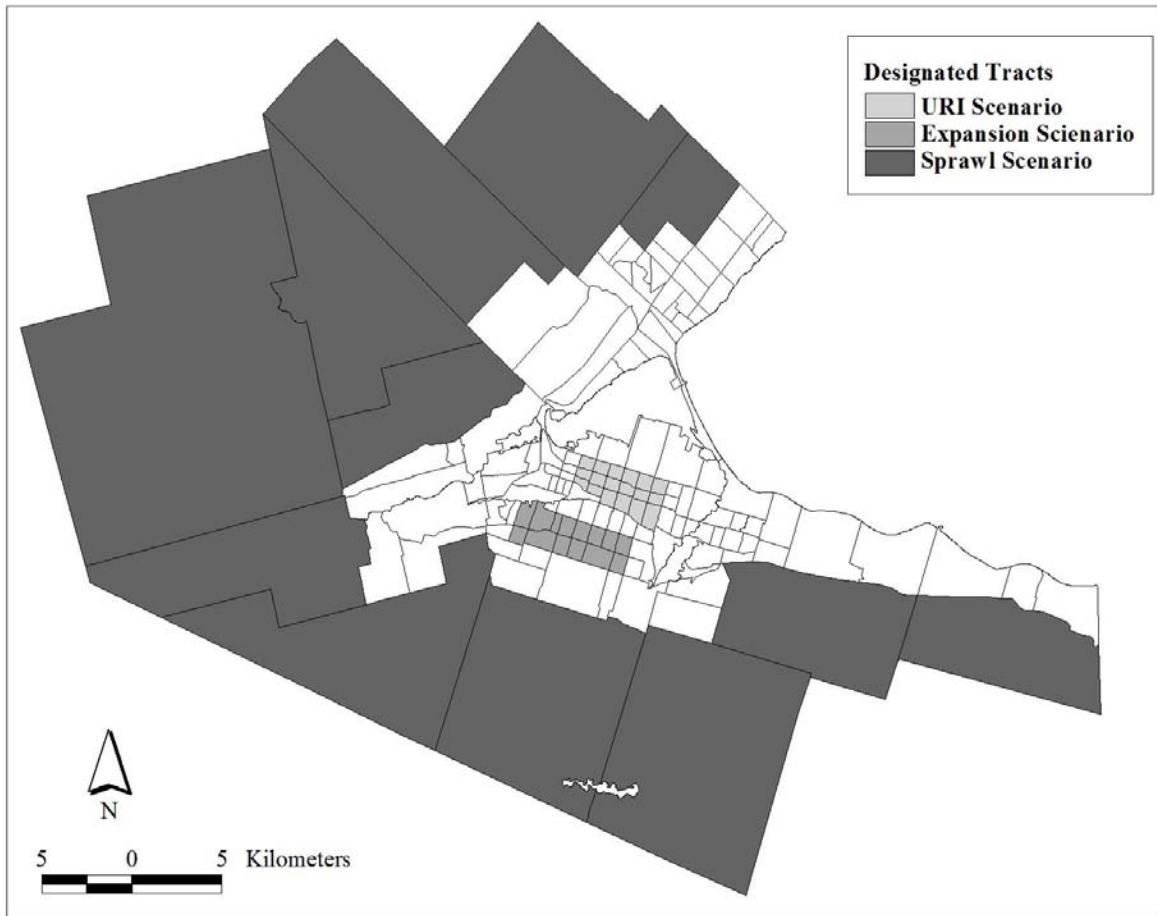 Designated Tracts
URI Scenario
Expansion Scienario
Sprawl Scenario
N
5 0 5 Kilometers